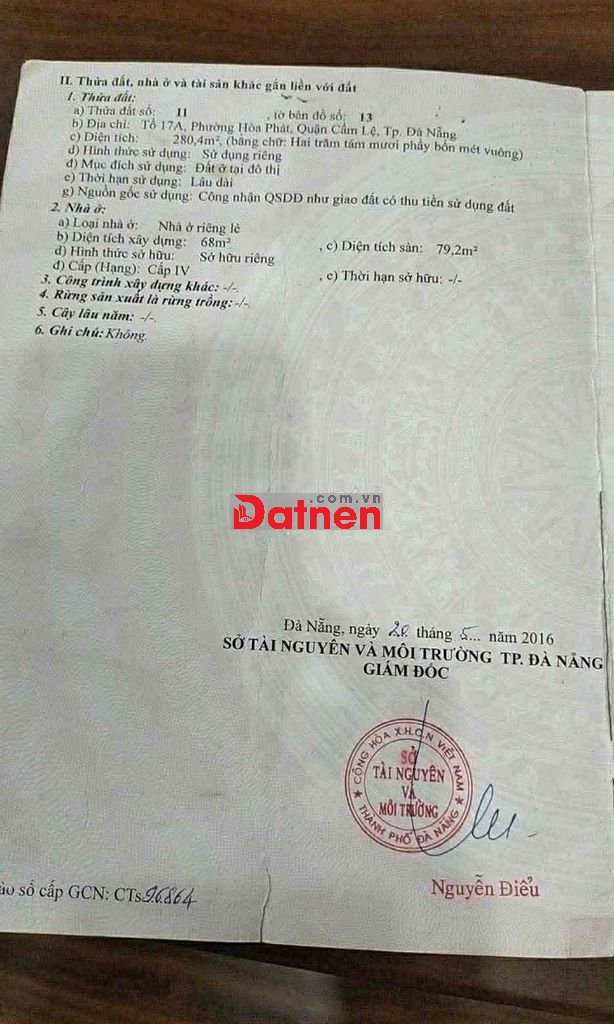 II. Thửa đất, nhà ở và tài sản khác gắn liền với đất
1. Thửa đất:
a) Thửa đất số: 11 , tờ bản đồ số: 13
b) Địa chỉ: Tổ 17A, Phường Hòa Phát, Quận Cẩm Lệ, Tp. Đà Nẵng
c) Diện tích: 280,4m², (bằng chữ: Hai trăm tám mươi phẩy bốn mét vuông)
d) Hình thức sử dụng: Sử dụng riêng
đ) Mục đích sử dụng: Đất ở tại đô thị
e) Thời hạn sử dụng: Lâu dài
g) Nguồn gốc sử dụng: Công nhận QSDĐ như giao đất có thu tiền sử dụng đất
2. Nhà ở:
a) Loại nhà ở: Nhà ở riêng lẻ
b) Diện tích xây dựng: 68m² , c) Diện tích sàn: 79,2m²
d) Hình thức sở hữu: Sở hữu riêng
đ) Cấp (Hạng): Cấp IV , e) Thời hạn sở hữu: -/-
3. Công trình xây dựng khác: -/-.
4. Rừng sản xuất là rừng trồng: -/-.
5. Cây lâu năm: -/-.
6. Ghi chú: Không.
.com.vn
Datnen
Đà Nẵng, ngày 20 tháng 5... năm 2016
SỞ TÀI NGUYÊN VÀ MÔI TRƯỜNG TP. ĐÀ NẴNG
GIÁM ĐỐC
CỘNG HÒA X.H.C.N VIỆT NAM
SỞ
TÀI NGUYÊN
VÀ
MÔI TRƯỜNG
THÀNH PHỐ ĐÀ NẴNG
Nguyễn Điểu
ào sổ cấp GCN: CTs 96864